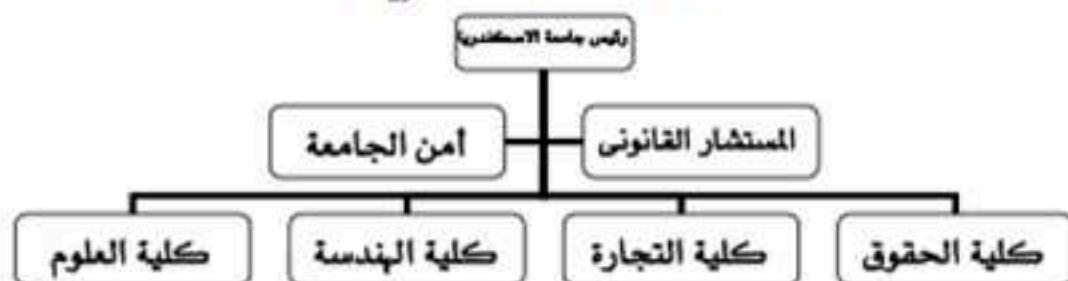 رئيس جامعة الاسكندرية
المستشار القانونى
أمن الجامعة
كلية الحقوق
كلية التجارة
كلية الهندسة
كلية العلوم